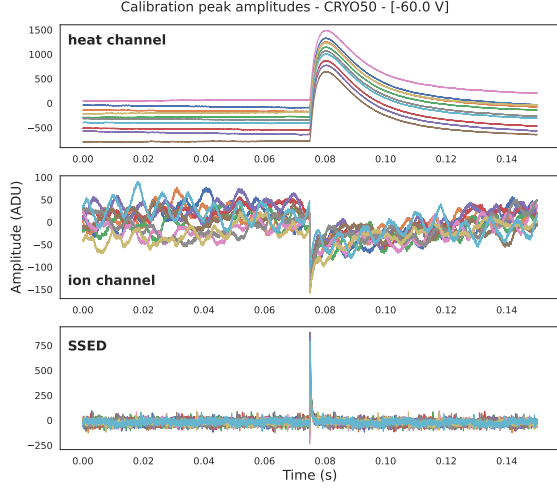 Calibration peak amplitudes - CRYO50 - [-60.0 V]
heat channel
1500
1000
500
0
−500
0.00 0.02 0.04 0.06 0.08 0.10 0.12 0.14
Amplitude (ADU)
100
50
0
−50
−100
−150
ion channel
0.00 0.02 0.04 0.06 0.08 0.10 0.12 0.14
SSED
750
500
250
0
−250
0.00 0.02 0.04 0.06 0.08 0.10 0.12 0.14
Time (s)